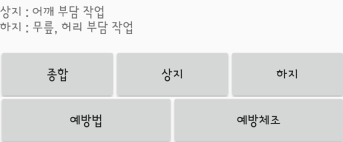 상지 : 어깨 부담 작업
하지 : 무릎, 허리 부담 작업
종합 상지 하지
예방법 예방체조